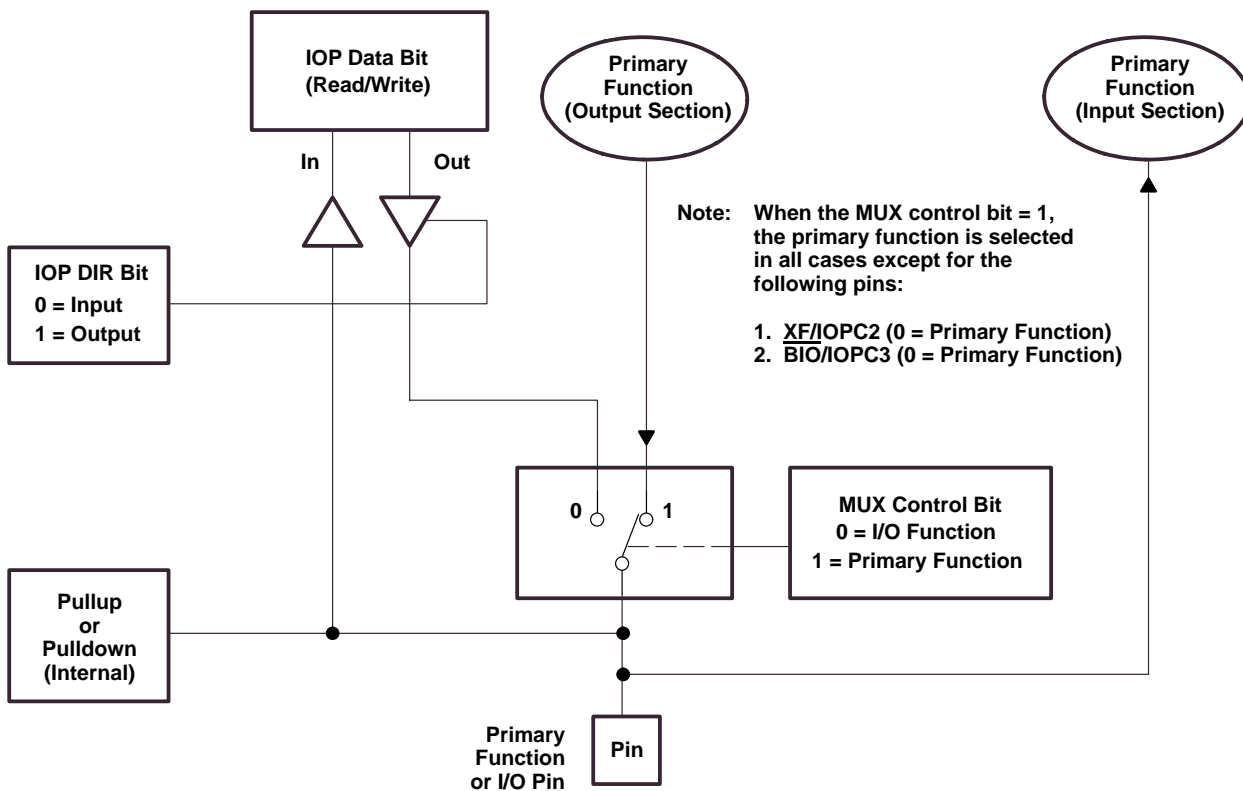 IOP Data Bit
(Read/Write)
Primary
Function
(Output Section)
Primary
Function
(Input Section)
In
Out
Note: When the MUX control bit = 1,
the primary function is selected
in all cases except for the
following pins:
1. XF/IOPC2 (0 = Primary Function)
2. BIO/IOPC3 (0 = Primary Function)
IOP DIR Bit
0 = Input
1 = Output
0
1
MUX Control Bit
0 = I/O Function
1 = Primary Function
Pullup
or
Pulldown
(Internal)
Primary
Function
or I/O Pin
Pin